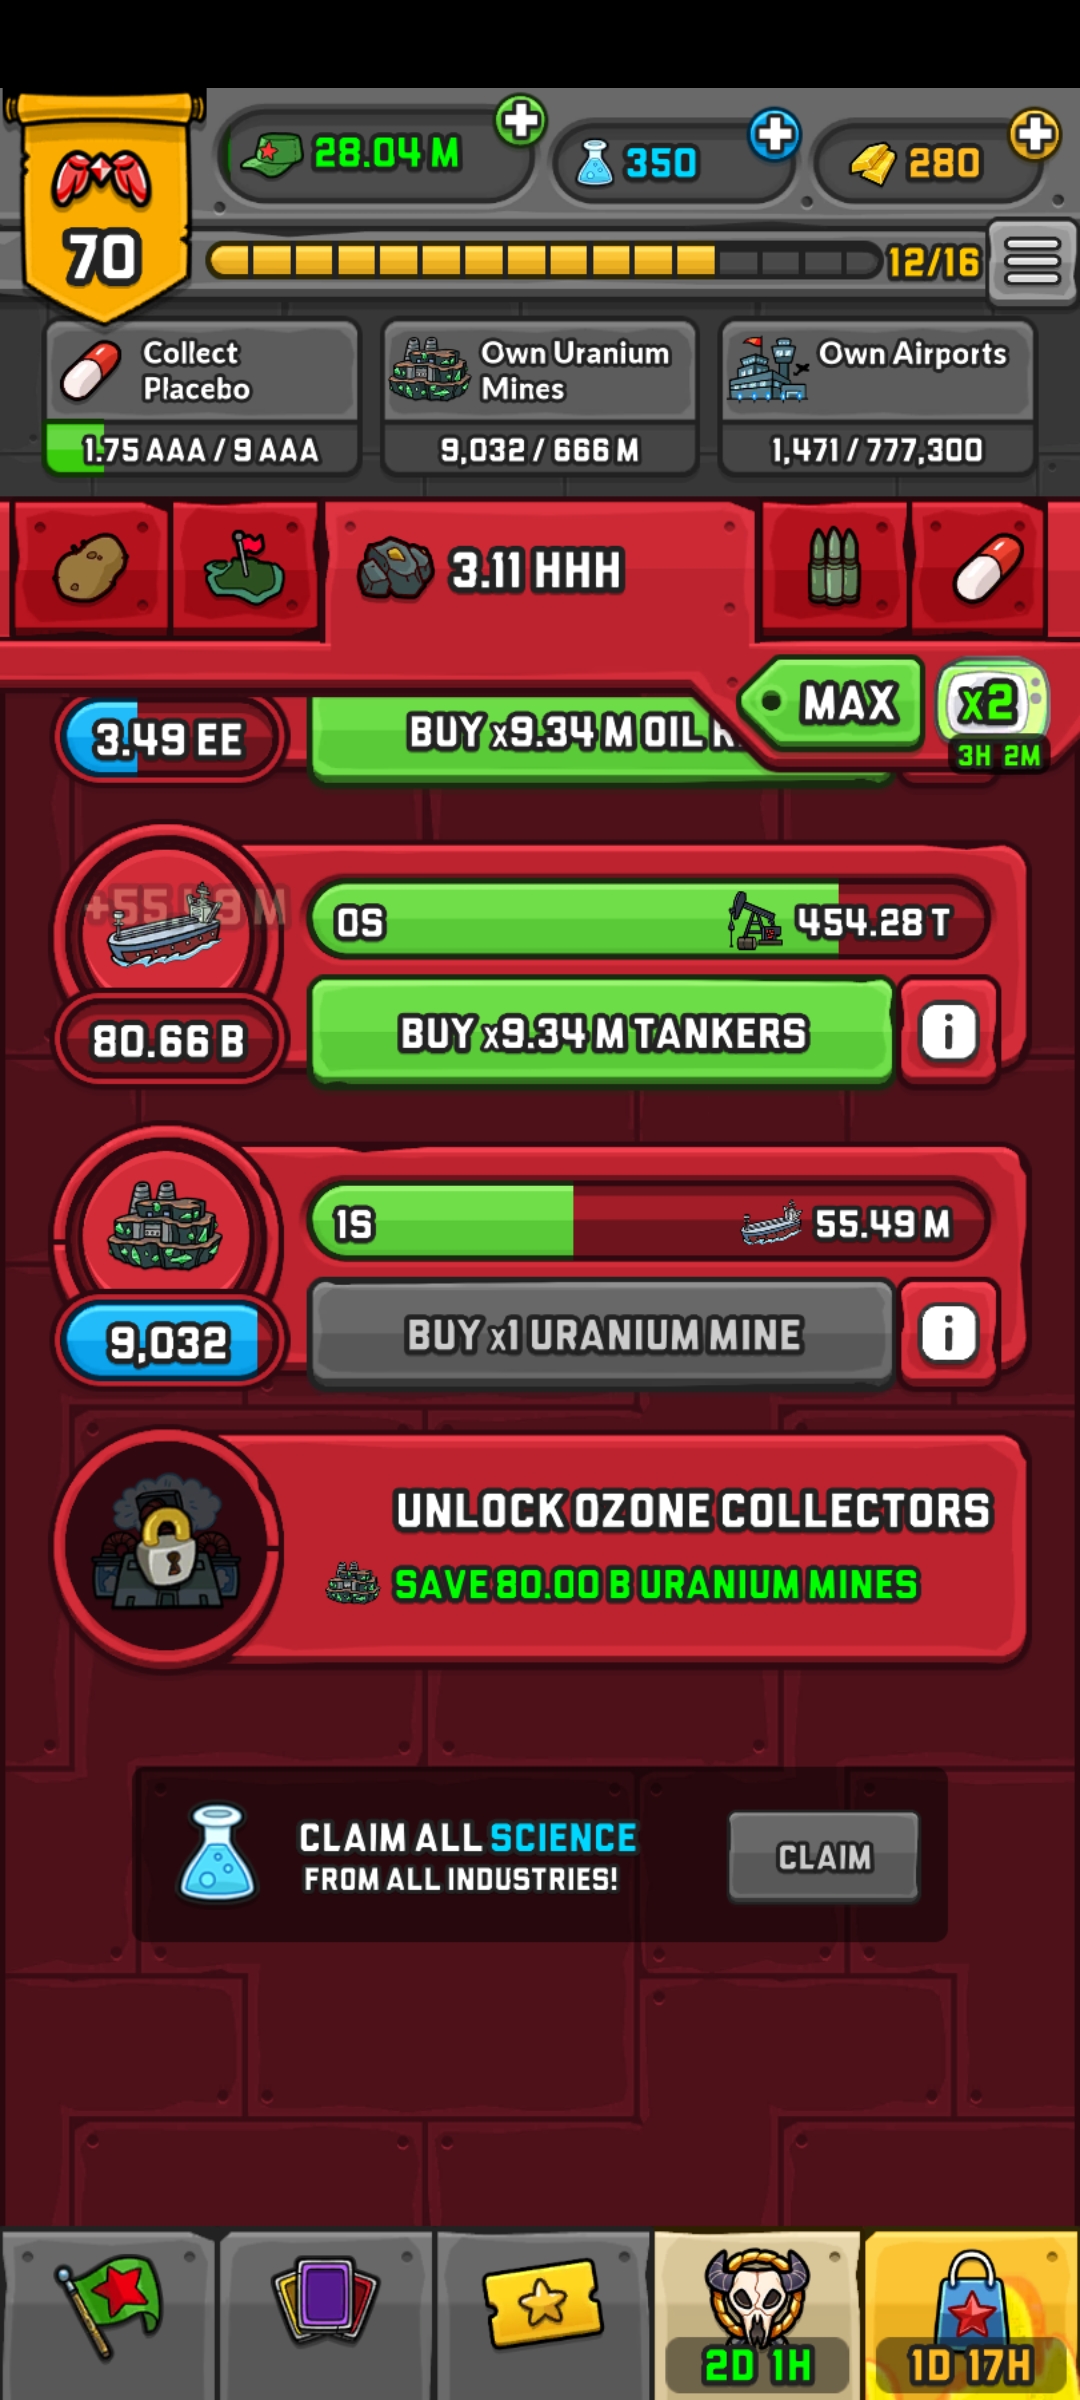 28.04 M
350
280
70
12/16
Collect
Placebo
Own Uranium
Mines
Own Airports
1.75 AAA / 9 AAA
9,032 / 666 M
1,471 / 777,300
3.11 HHH
MAX
x2
3H 2M
3.49 EE
BUY x9.34 M OIL
+55.49 M
0S
454.28 T
80.66 B
BUY x9.34 M TANKERS
i
1S
55.49 M
9,032
BUY x1 URANIUM MINE
i
UNLOCK OZONE COLLECTORS
SAVE 80.00 B URANIUM MINES
CLAIM ALL SCIENCE
FROM ALL INDUSTRIES!
CLAIM
2D 1H
1D 17H